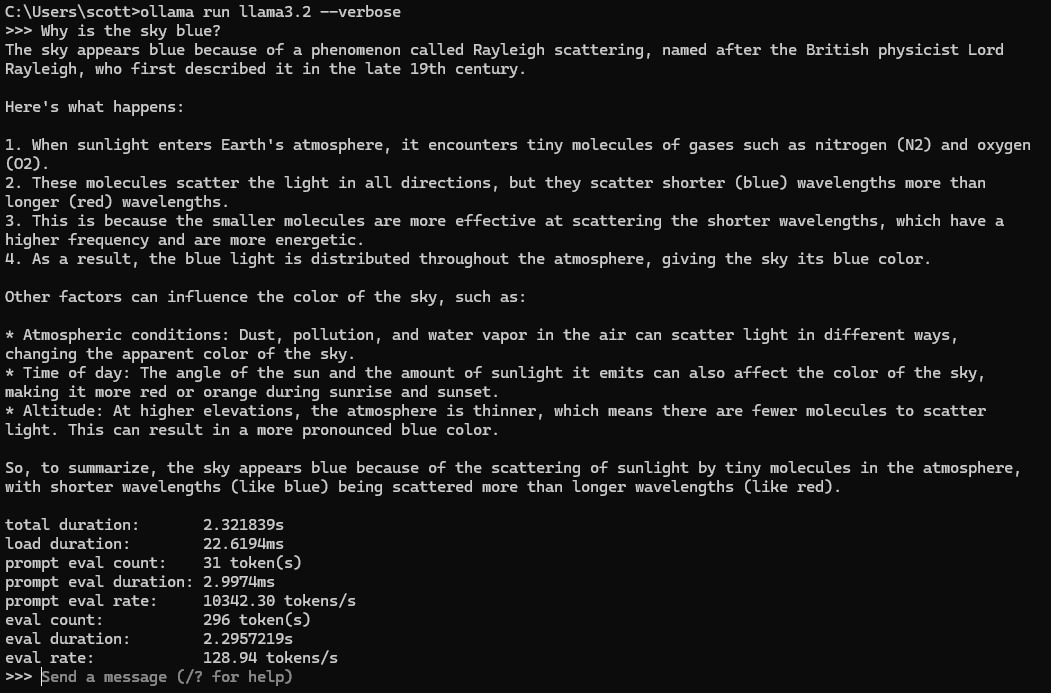 C:\Users\scott>ollama run llama3.2 --verbose
>>> Why is the sky blue?
The sky appears blue because of a phenomenon called Rayleigh scattering, named after the British physicist Lord
Rayleigh, who first described it in the late 19th century.

Here's what happens:

1. When sunlight enters Earth's atmosphere, it encounters tiny molecules of gases such as nitrogen (N2) and oxygen
(O2).
2. These molecules scatter the light in all directions, but they scatter shorter (blue) wavelengths more than
longer (red) wavelengths.
3. This is because the smaller molecules are more effective at scattering the shorter wavelengths, which have a
higher frequency and are more energetic.
4. As a result, the blue light is distributed throughout the atmosphere, giving the sky its blue color.

Other factors can influence the color of the sky, such as:

* Atmospheric conditions: Dust, pollution, and water vapor in the air can scatter light in different ways,
changing the apparent color of the sky.
* Time of day: The angle of the sun and the amount of sunlight it emits can also affect the color of the sky,
making it more red or orange during sunrise and sunset.
* Altitude: At higher elevations, the atmosphere is thinner, which means there are fewer molecules to scatter
light. This can result in a more pronounced blue color.

So, to summarize, the sky appears blue because of the scattering of sunlight by tiny molecules in the atmosphere,
with shorter wavelengths (like blue) being scattered more than longer wavelengths (like red).

total duration:       2.321839s
load duration:        22.6194ms
prompt eval count:    31 token(s)
prompt eval duration: 2.9974ms
prompt eval rate:     10342.30 tokens/s
eval count:           296 token(s)
eval duration:        2.2957219s
eval rate:            128.94 tokens/s
>>> Send a message (/? for help)